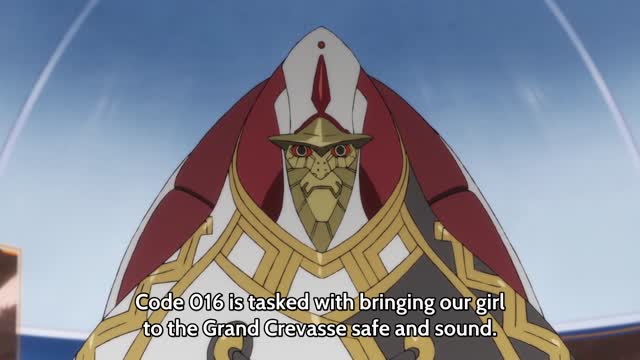 Code 016 is tasked with bringing our girl
to the Grand Crevasse safe and sound.